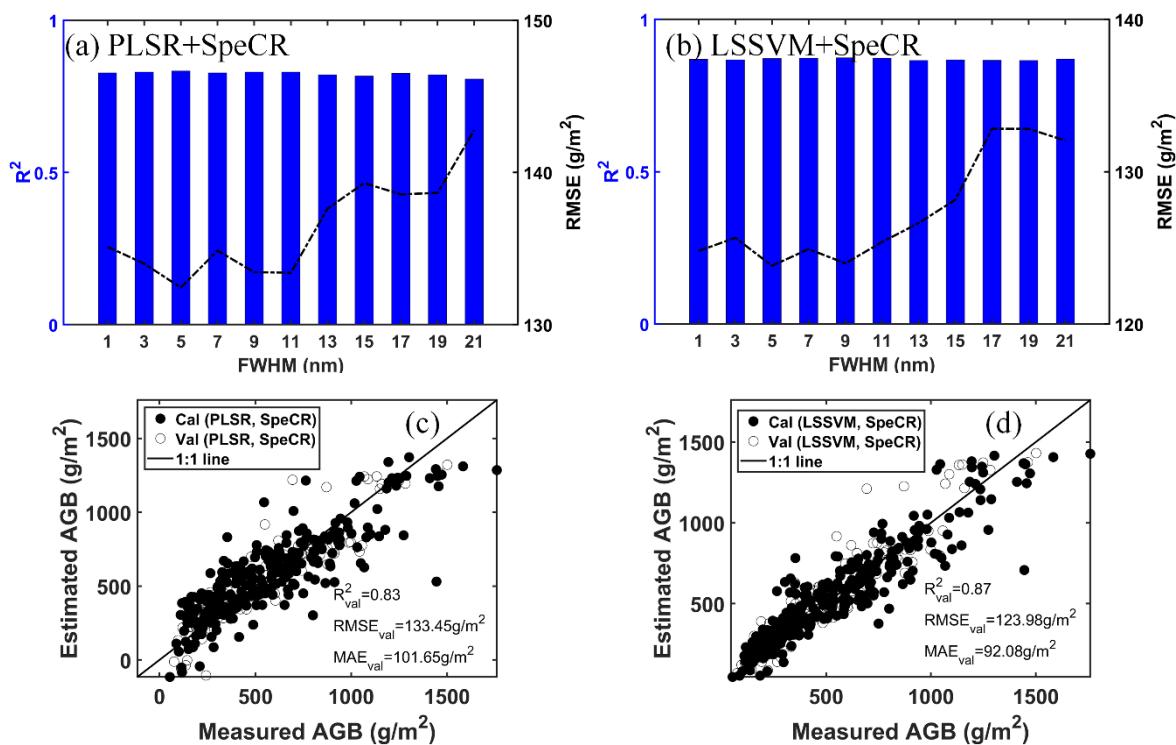 (a) PLSR+SpeCR
1
0.5
0
R²
150
140
130
RMSE (g/m²)
1 3 5 7 9 11 13 15 17 19 21
FWHM (nm)
(b) LSSVM+SpeCR
1
0.5
0
R²
140
130
120
RMSE (g/m²)
1 3 5 7 9 11 13 15 17 19 21
FWHM (nm)
(c)
Cal (PLSR, SpeCR)
Val (PLSR, SpeCR)
1:1 line
1500
1000
500
0
Estimated AGB (g/m²)
R²val=0.83
RMSEval=133.45g/m²
MAEval=101.65g/m²
0 500 1000 1500
Measured AGB (g/m²)
(d)
Cal (LSSVM, SpeCR)
Val (LSSVM, SpeCR)
1:1 line
1500
1000
500
Estimated AGB (g/m²)
R²val=0.87
RMSEval=123.98g/m²
MAEval=92.08g/m²
500 1000 1500
Measured AGB (g/m²)